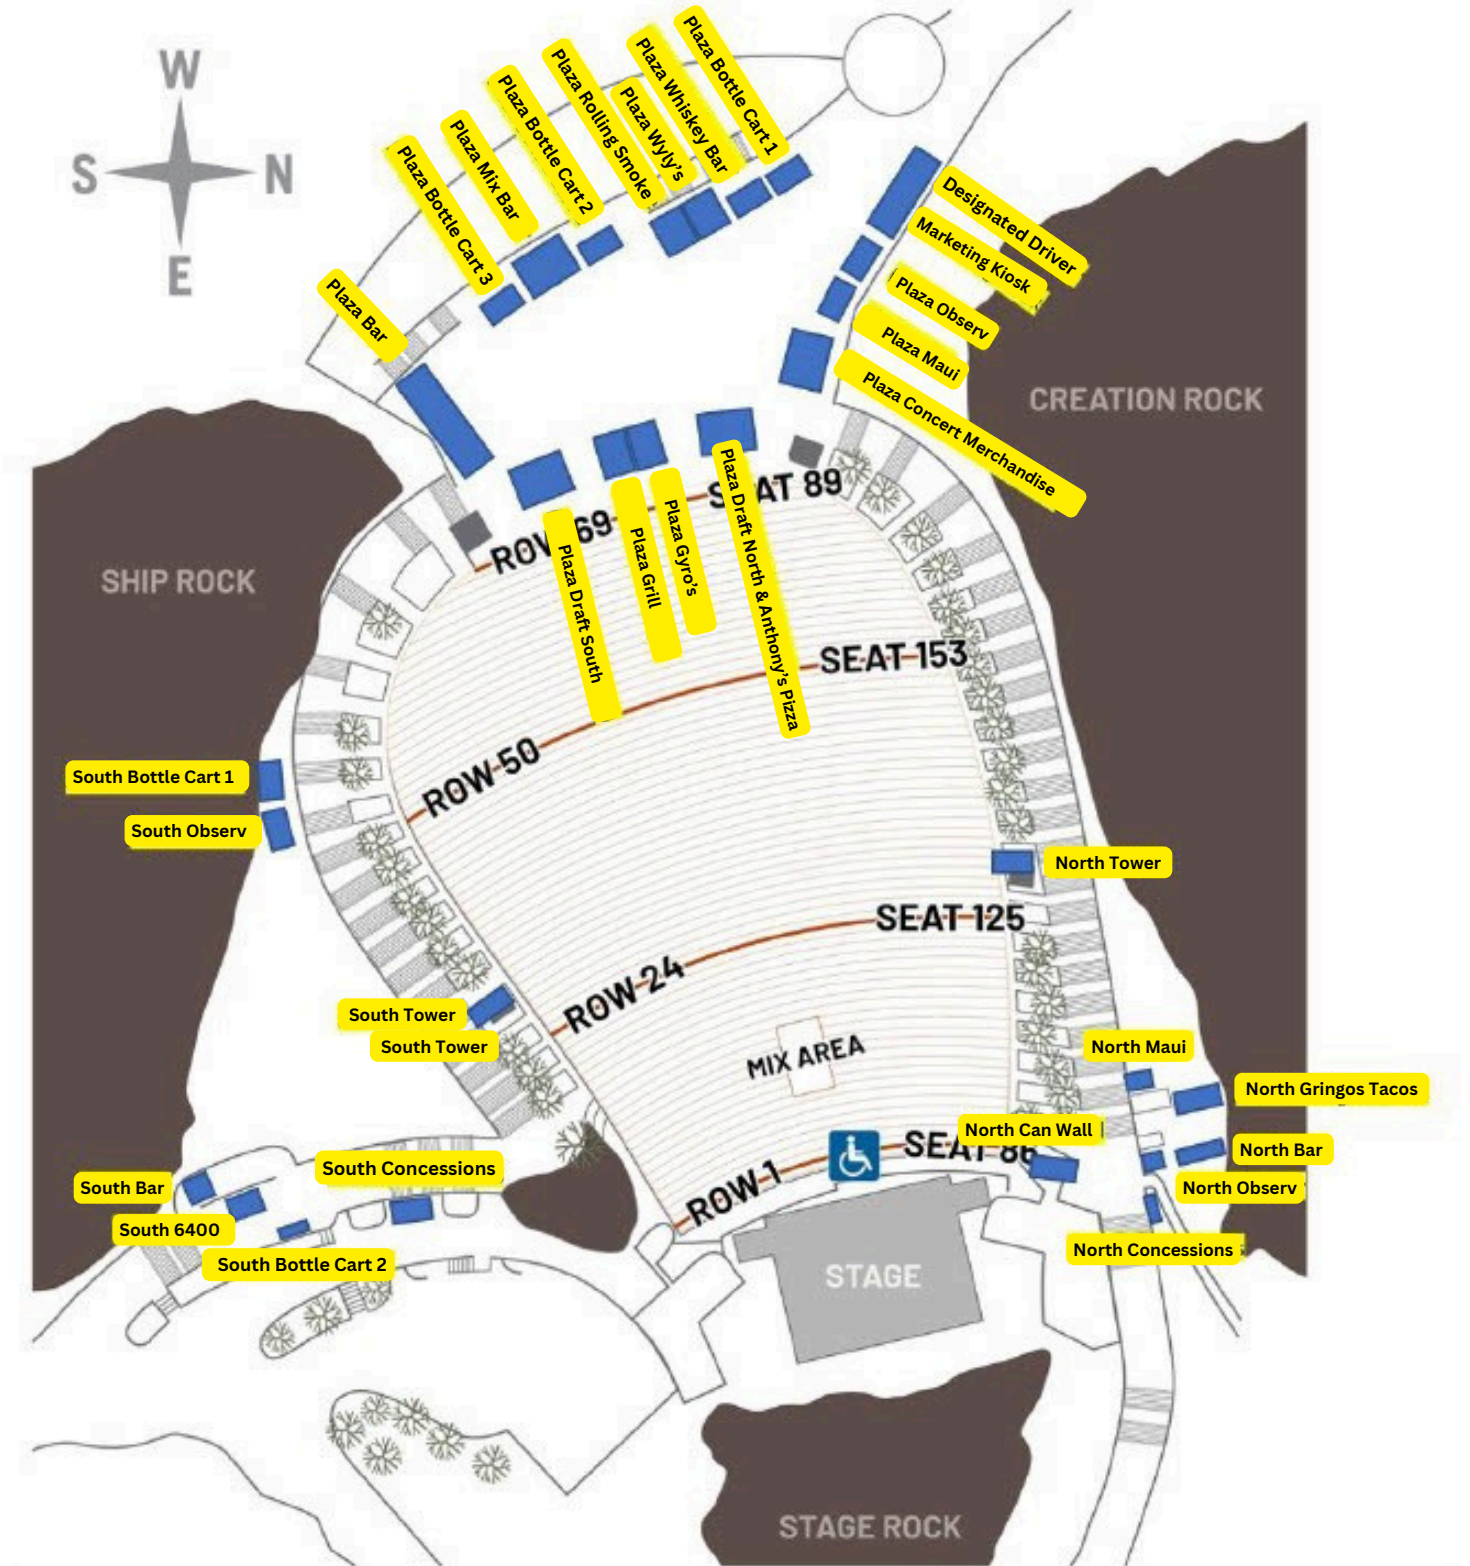 W
S
N
E
Plaza Bar
Plaza Bottle Cart 3
Plaza Mix Bar
Plaza Bottle Cart 2
Plaza Rolling Smoke
Plaza Wyly's
Plaza Whiskey Bar
Plaza Bottle Cart 1
Designated Driver
Marketing Kiosk
Plaza Observ
Plaza Maui
Plaza Concert Merchandise
CREATION ROCK
SHIP ROCK
ROW 69
SEAT 89
Plaza Draft South
Plaza Grill
Plaza Gyro's
Plaza Draft North & Anthony's Pizza
ROW 50
SEAT 153
South Bottle Cart 1
South Observ
North Tower
ROW 24
SEAT 125
South Tower
South Tower
MIX AREA
North Maui
North Gringos Tacos
North Can Wall
North Bar
North Observ
North Concessions
ROW 1
SEAT 86
South Concessions
South Bar
South 6400
South Bottle Cart 2
STAGE
STAGE ROCK